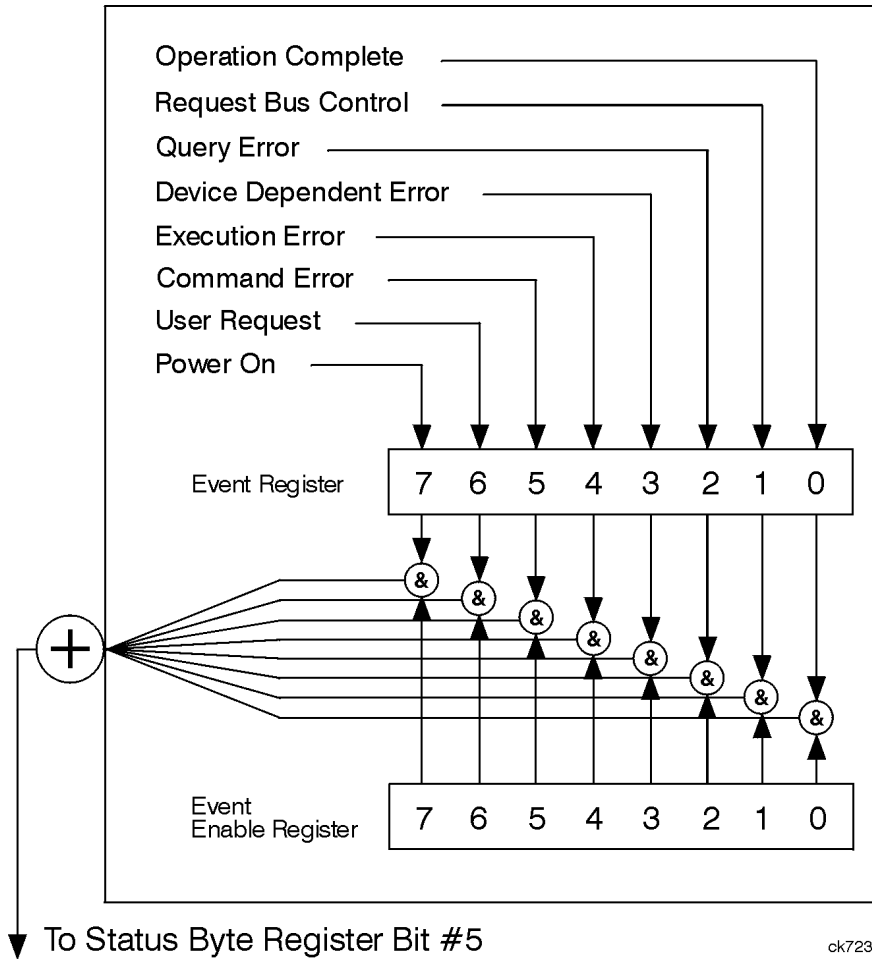 Operation Complete
Request Bus Control
Query Error
Device Dependent Error
Execution Error
Command Error
User Request
Power On
Event Register 7 6 5 4 3 2 1 0
&
&
&
&
&
&
&
&
+
Event
Enable Register 7 6 5 4 3 2 1 0
To Status Byte Register Bit #5
ck723